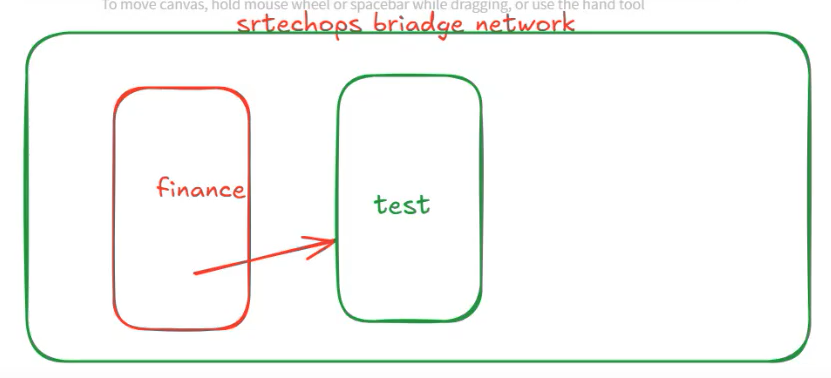 To move canvas, hold mouse wheel or spacebar while dragging, or use the hand tool
srtechops briadge network
finance
test